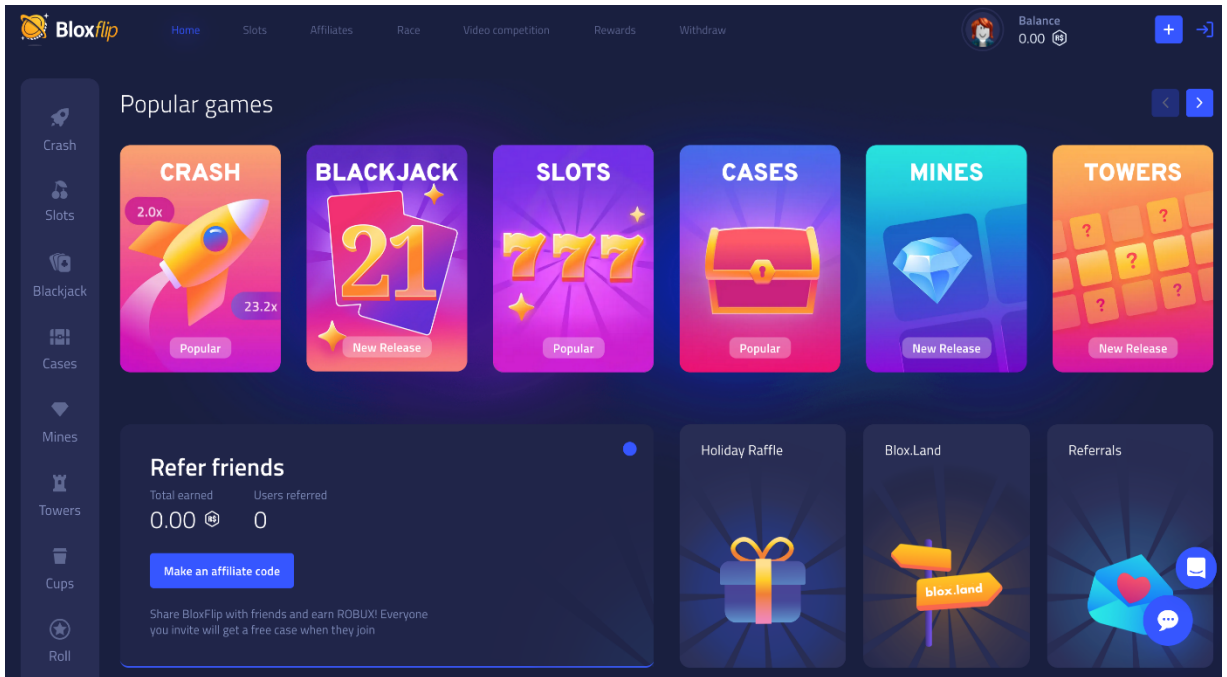 Bloxflip
Home
Slots
Affiliates
Race
Video competition
Rewards
Withdraw
Balance
0.00 R$
Crash
Slots
Blackjack
Cases
Mines
Towers
Cups
Roll
Popular games
CRASH
2.0x
23.2x
Popular
BLACKJACK
21
New Release
SLOTS
777
Popular
CASES
Popular
MINES
New Release
TOWERS
? ?
? ?
? ?
New Release
Refer friends
Total earned
Users referred
0.00 R$
0
Make an affiliate code
Share BloxFlip with friends and earn ROBUX! Everyone
you invite will get a free case when they join
Holiday Raffle
Blox.Land
blox.land
Referrals